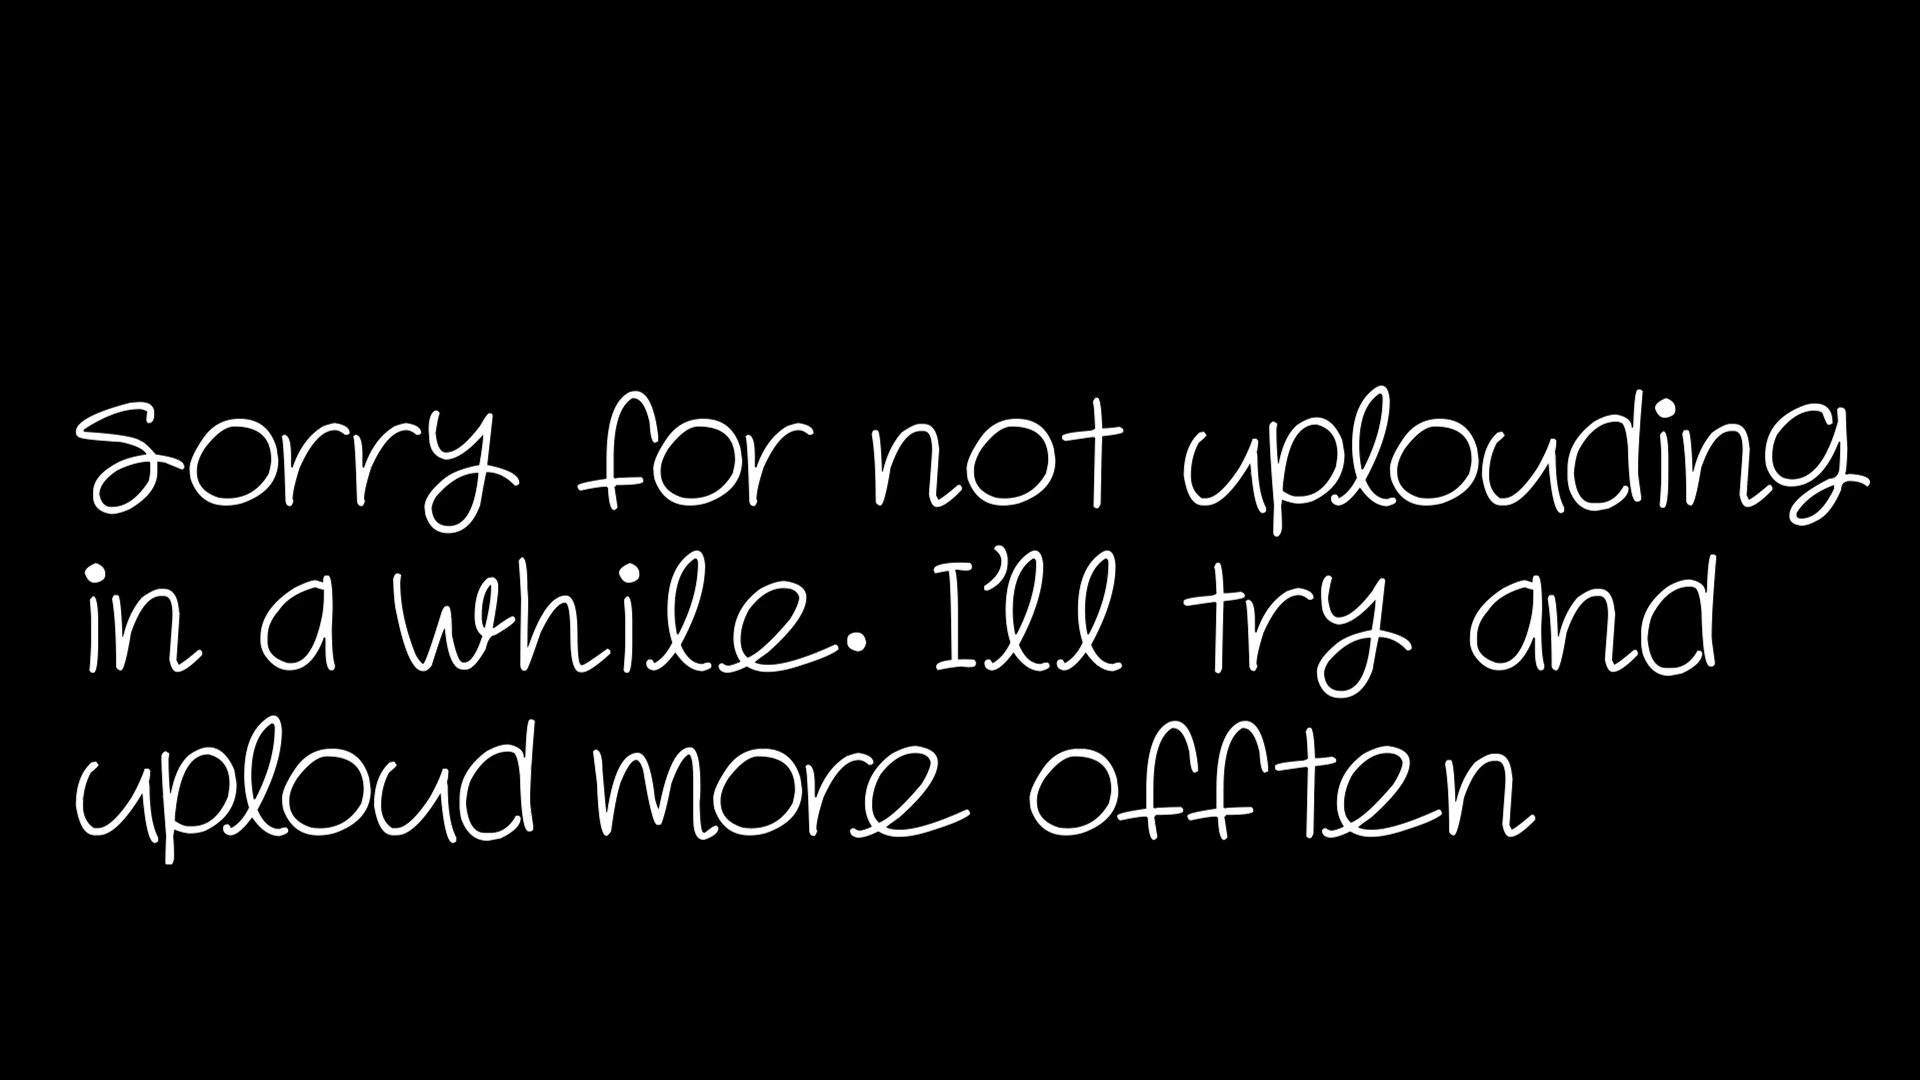 Sorry for not uplouding
in a while. I'll try and
uploud more offten